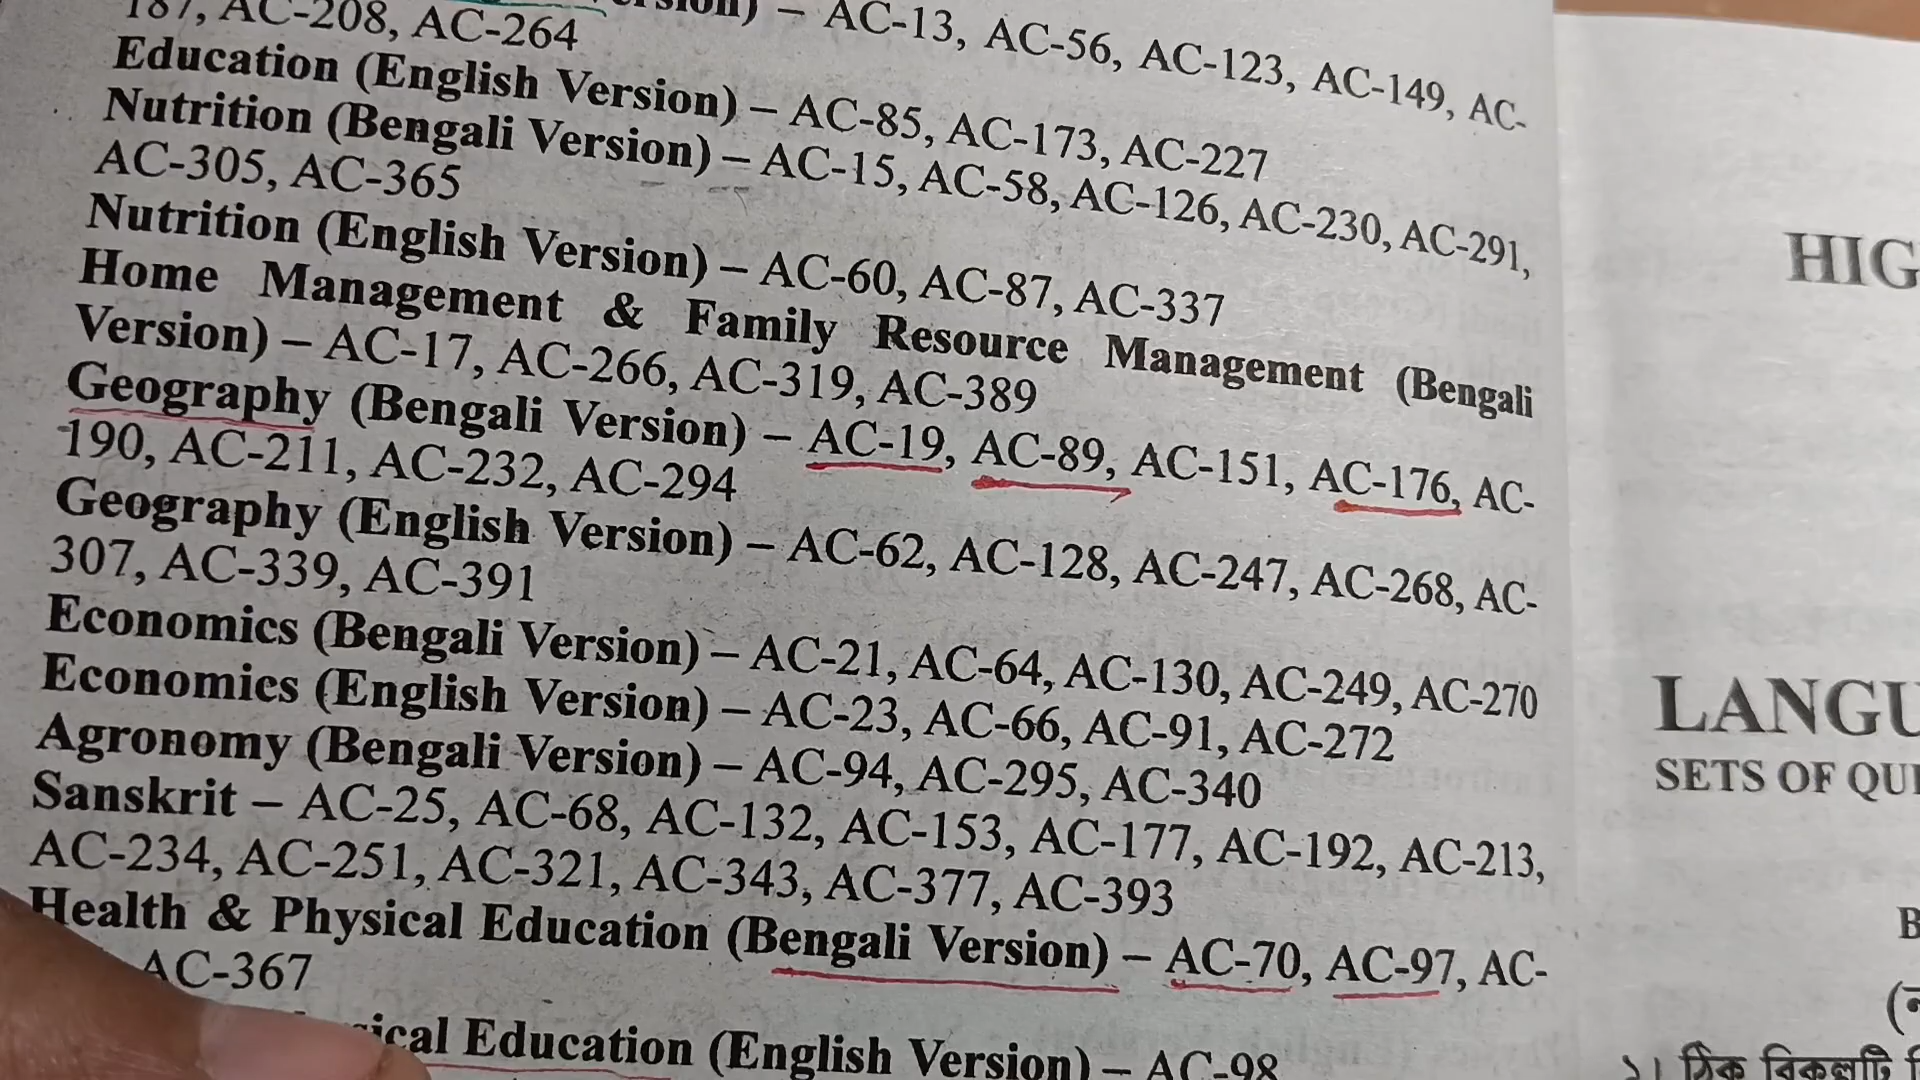 187, AC-208, AC-264
ersion) – AC-13, AC-56, AC-123, AC-149, AC-
Education (English Version) – AC-85, AC-173, AC-227
Nutrition (Bengali Version) – AC-15, AC-58, AC-126, AC-230, AC-291,
AC-305, AC-365
Nutrition (English Version) – AC-60, AC-87, AC-337
Home Management & Family Resource Management (Bengali
Version) – AC-17, AC-266, AC-319, AC-389
Geography (Bengali Version) – AC-19, AC-89, AC-151, AC-176, AC-
190, AC-211, AC-232, AC-294
Geography (English Version) – AC-62, AC-128, AC-247, AC-268, AC-
307, AC-339, AC-391
Economics (Bengali Version) – AC-21, AC-64, AC-130, AC-249, AC-270
Economics (English Version) – AC-23, AC-66, AC-91, AC-272
Agronomy (Bengali Version) – AC-94, AC-295, AC-340
Sanskrit – AC-25, AC-68, AC-132, AC-153, AC-177, AC-192, AC-213,
AC-234, AC-251, AC-321, AC-343, AC-377, AC-393
Health & Physical Education (Bengali Version) – AC-70, AC-97, AC-
AC-367
ical Education (English Version) – AC-98
HIG
LANGU
SETS OF QU
B
১। ঠিক বিকল্পটি